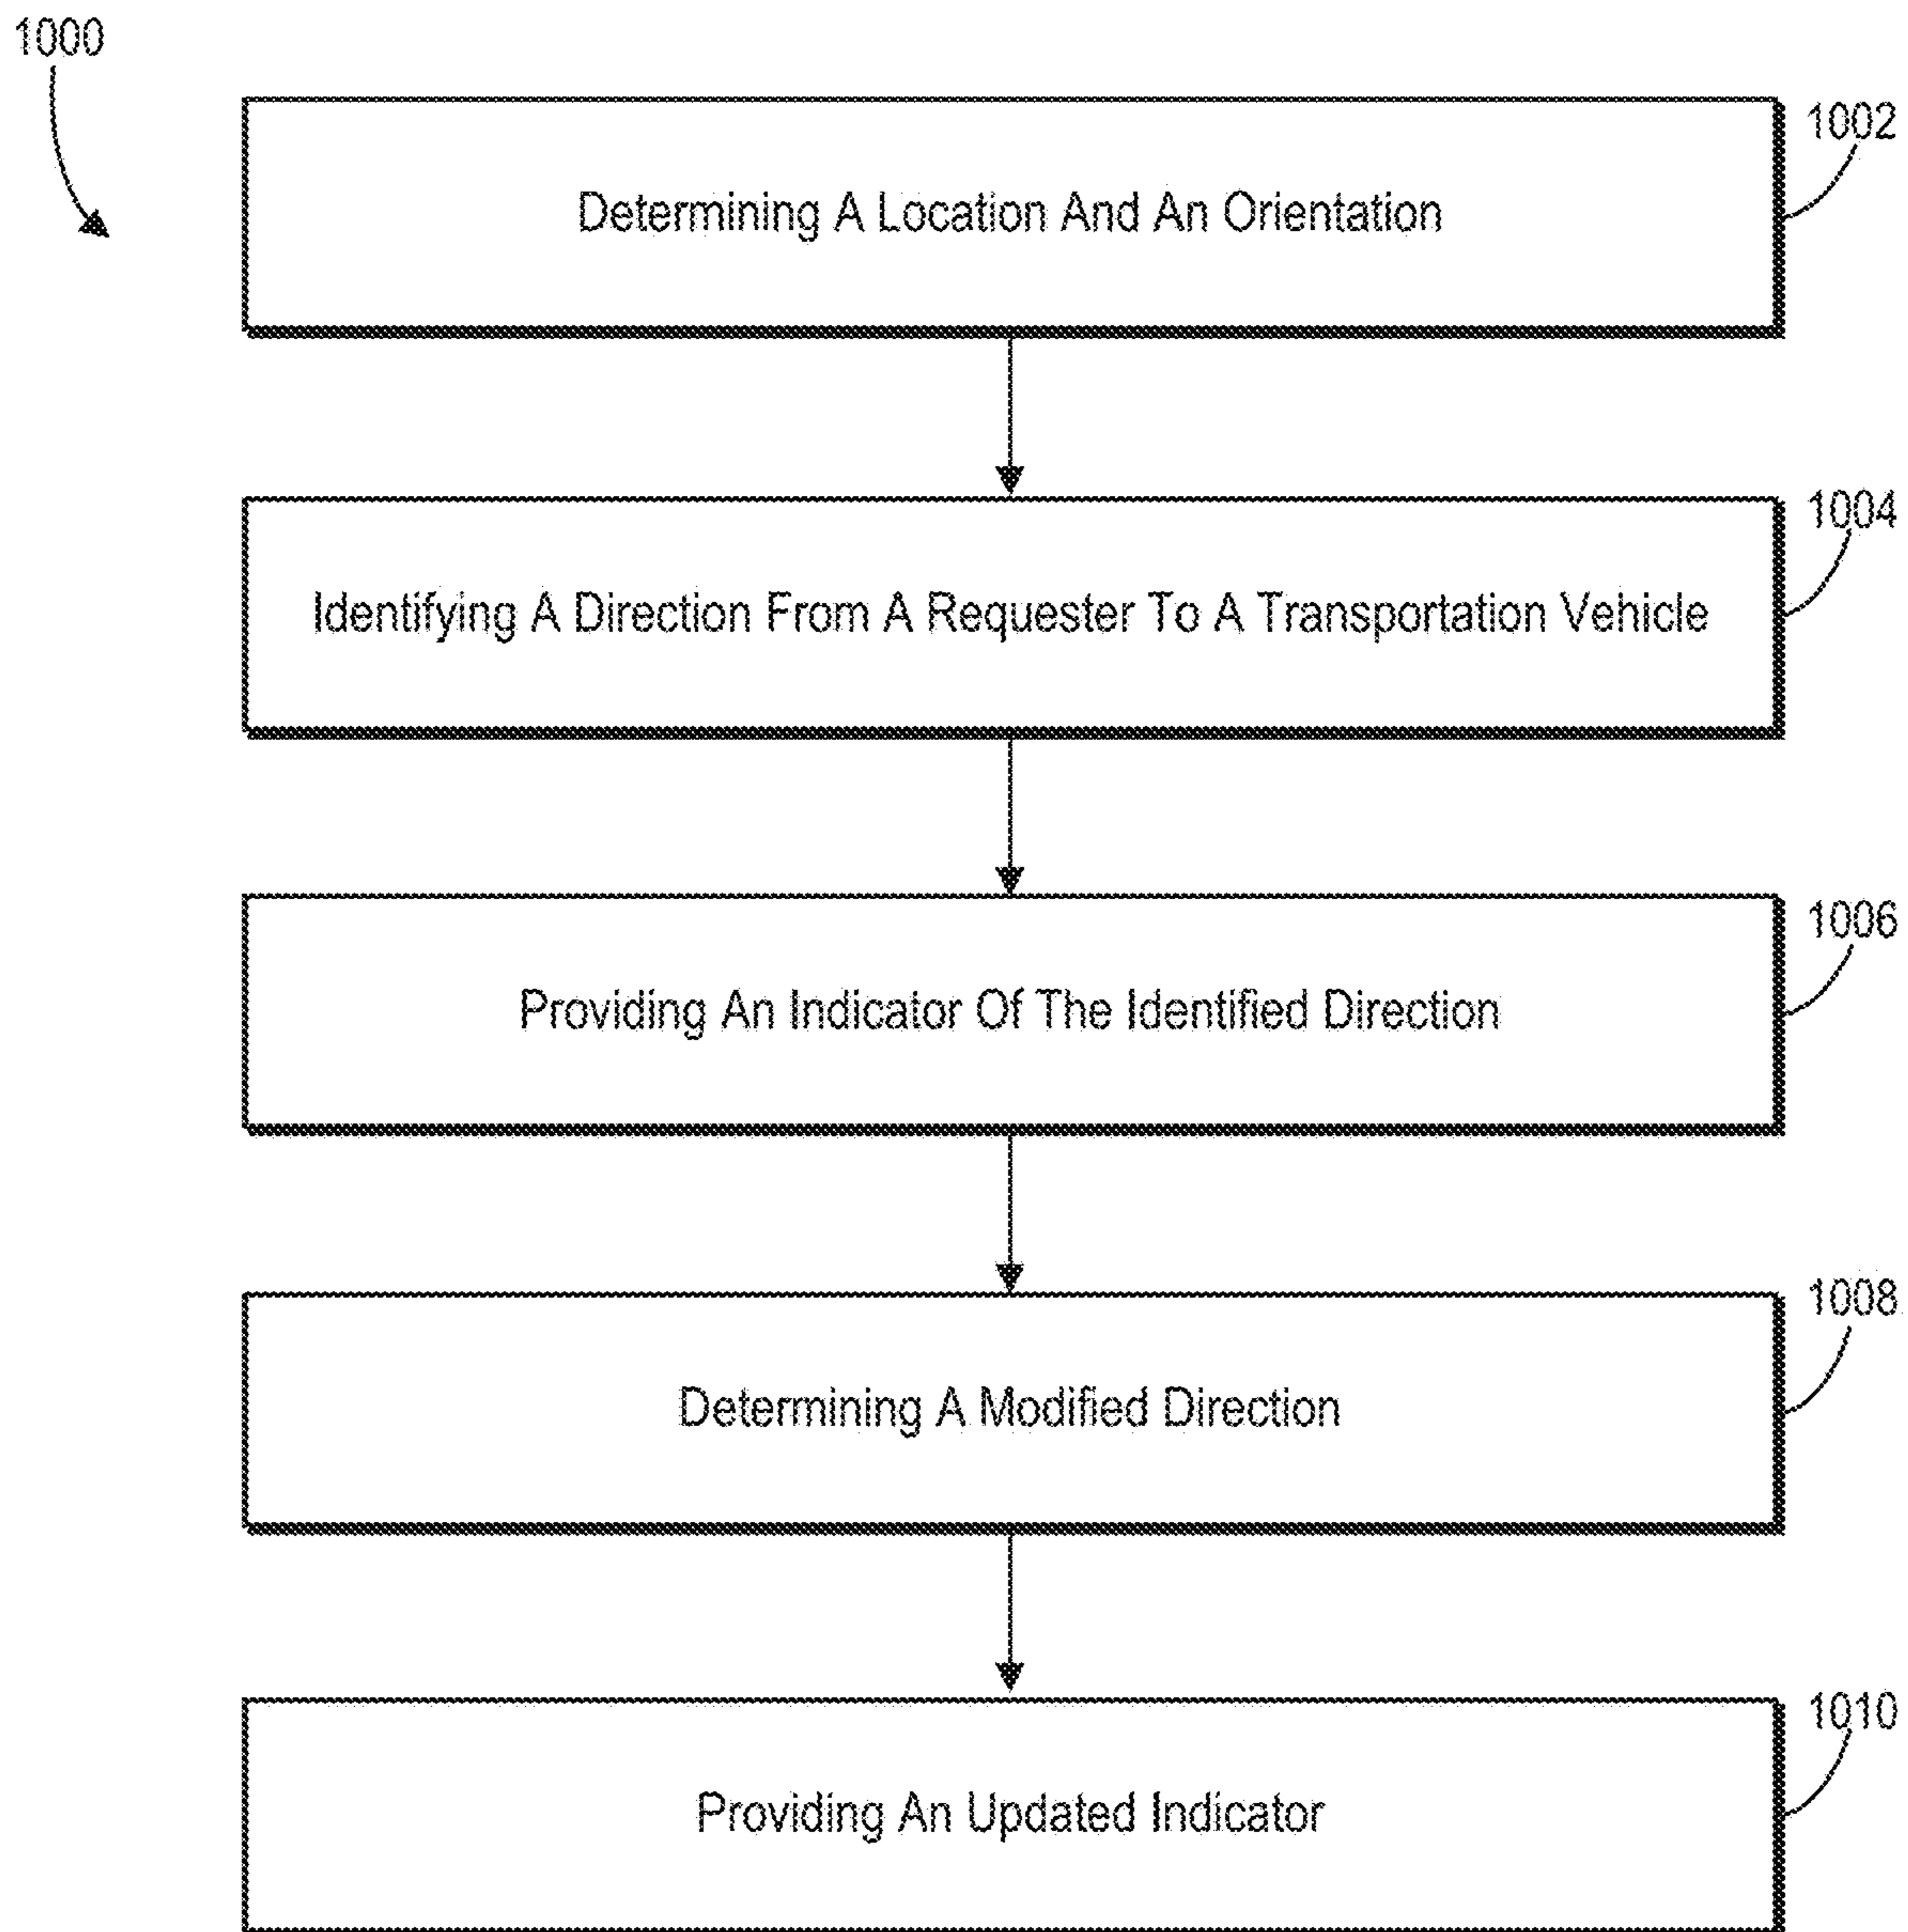 1000
1002
Determining A Location And An Orientation
1004
Identifying A Direction From A Requester To A Transportation Vehicle
1006
Providing An Indicator Of The Identified Direction
1008
Determining A Modified Direction
1010
Providing An Updated Indicator